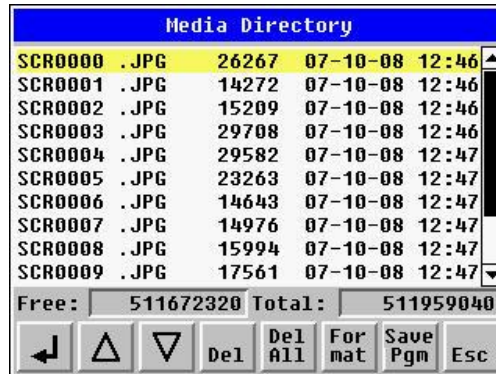 Media Directory
SCR0000 .JPG 26267 07-10-08 12:46
SCR0001 .JPG 14272 07-10-08 12:46
SCR0002 .JPG 15209 07-10-08 12:46
SCR0003 .JPG 29708 07-10-08 12:46
SCR0004 .JPG 29582 07-10-08 12:47
SCR0005 .JPG 23263 07-10-08 12:47
SCR0006 .JPG 14643 07-10-08 12:47
SCR0007 .JPG 14976 07-10-08 12:47
SCR0008 .JPG 15994 07-10-08 12:47
SCR0009 .JPG 17561 07-10-08 12:47
Free: 511672320 Total: 511959040
Del Del All For mat Save Pgm Esc